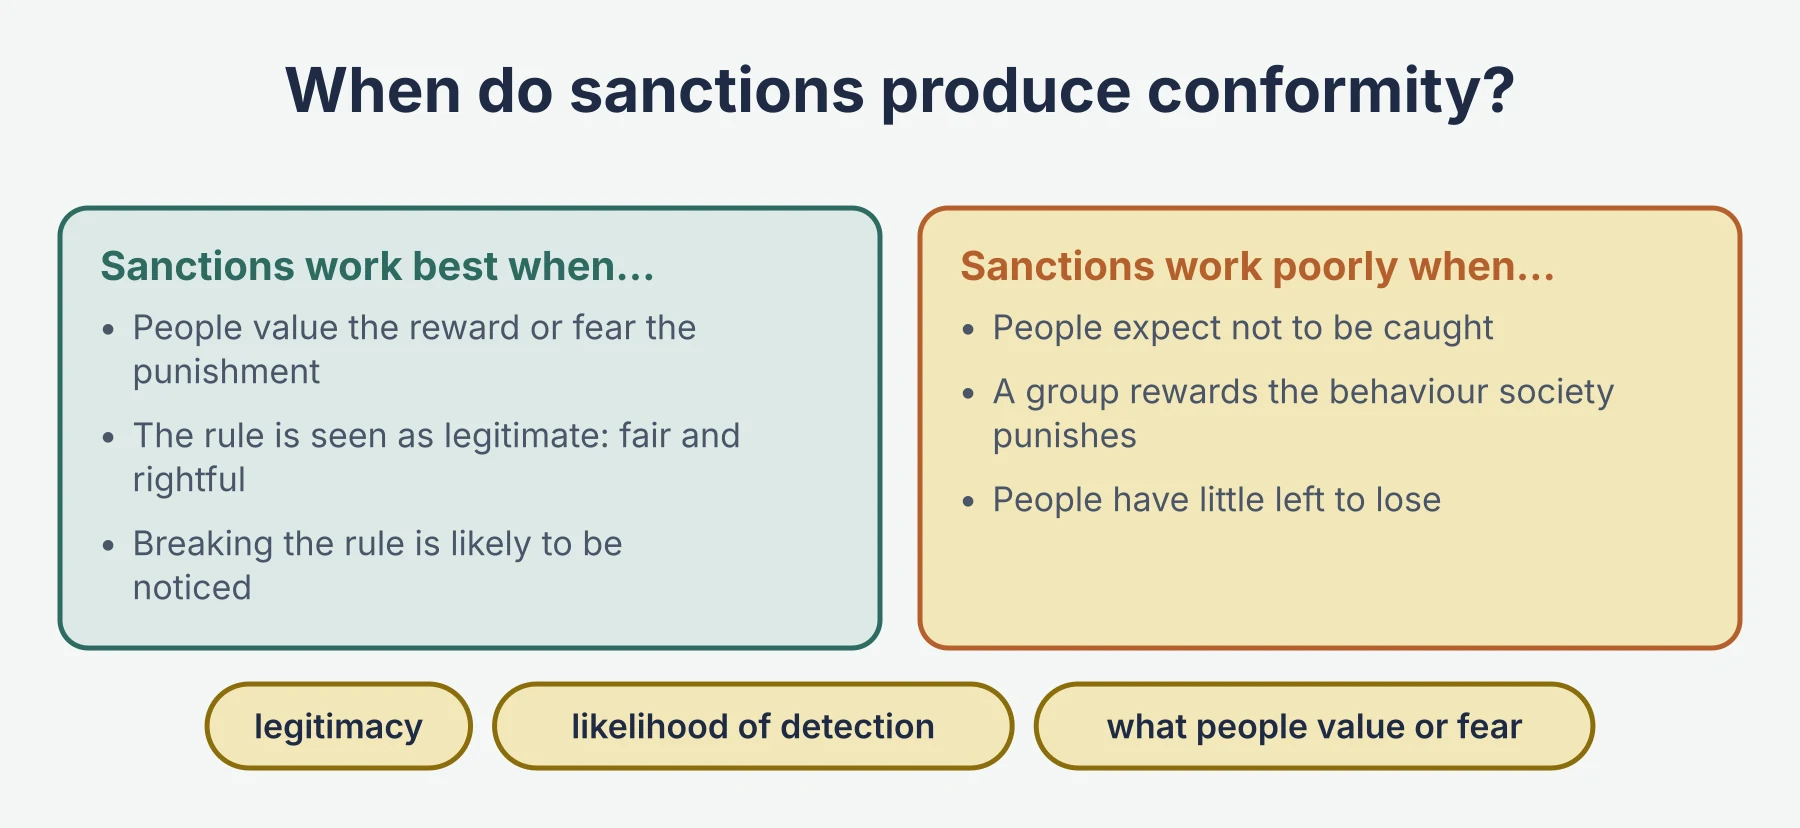 When do sanctions produce conformity?
Sanctions work best when...
• People value the reward or fear the
punishment
• The rule is seen as legitimate: fair and
rightful
• Breaking the rule is likely to be
noticed
Sanctions work poorly when...
• People expect not to be caught
• A group rewards the behaviour society
punishes
• People have little left to lose
legitimacy
likelihood of detection
what people value or fear